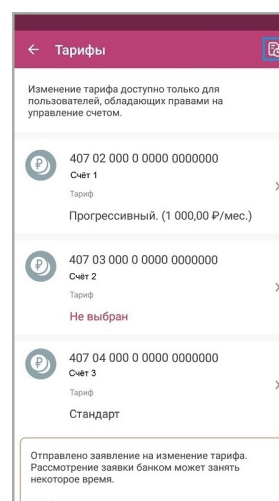 Тарифы
Изменение тарифа доступно только для
пользователей, обладающих правами на
управление счетом.
407 02 000 0 0000 0000000
Счёт 1
Тариф
Прогрессивный. (1 000,00 ₽/мес.)
407 03 000 0 0000 0000000
Счёт 2
Тариф
Не выбран
407 04 000 0 0000 0000000
Счёт 3
Тариф
Стандарт
Отправлено заявление на изменение тарифа.
Рассмотрение заявки банком может занять
некоторое время.